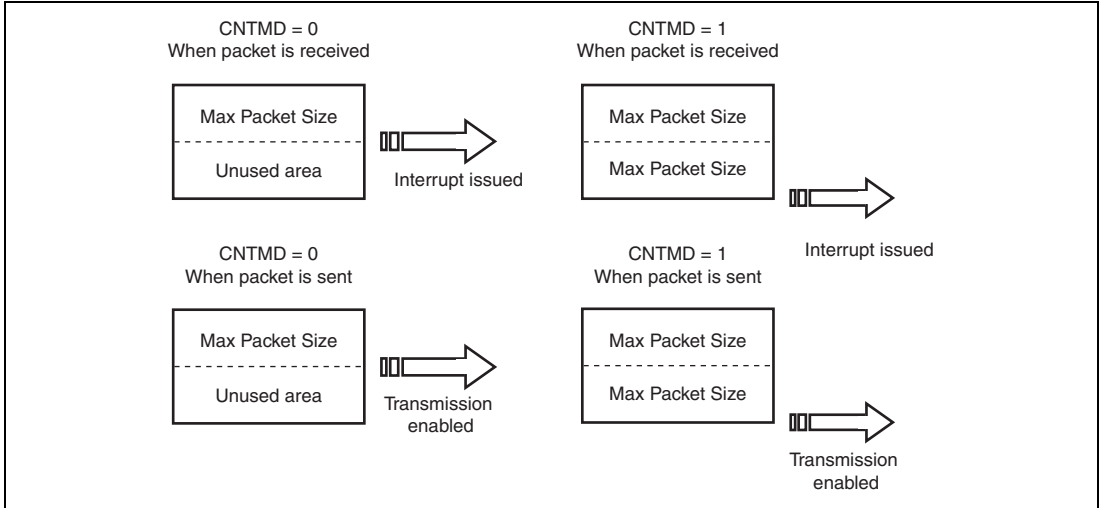 CNTMD = 0
When packet is received
Max Packet Size
Unused area
Interrupt issued
CNTMD = 1
When packet is received
Max Packet Size
Max Packet Size
Interrupt issued
CNTMD = 0
When packet is sent
Max Packet Size
Unused area
Transmission
enabled
CNTMD = 1
When packet is sent
Max Packet Size
Max Packet Size
Transmission
enabled